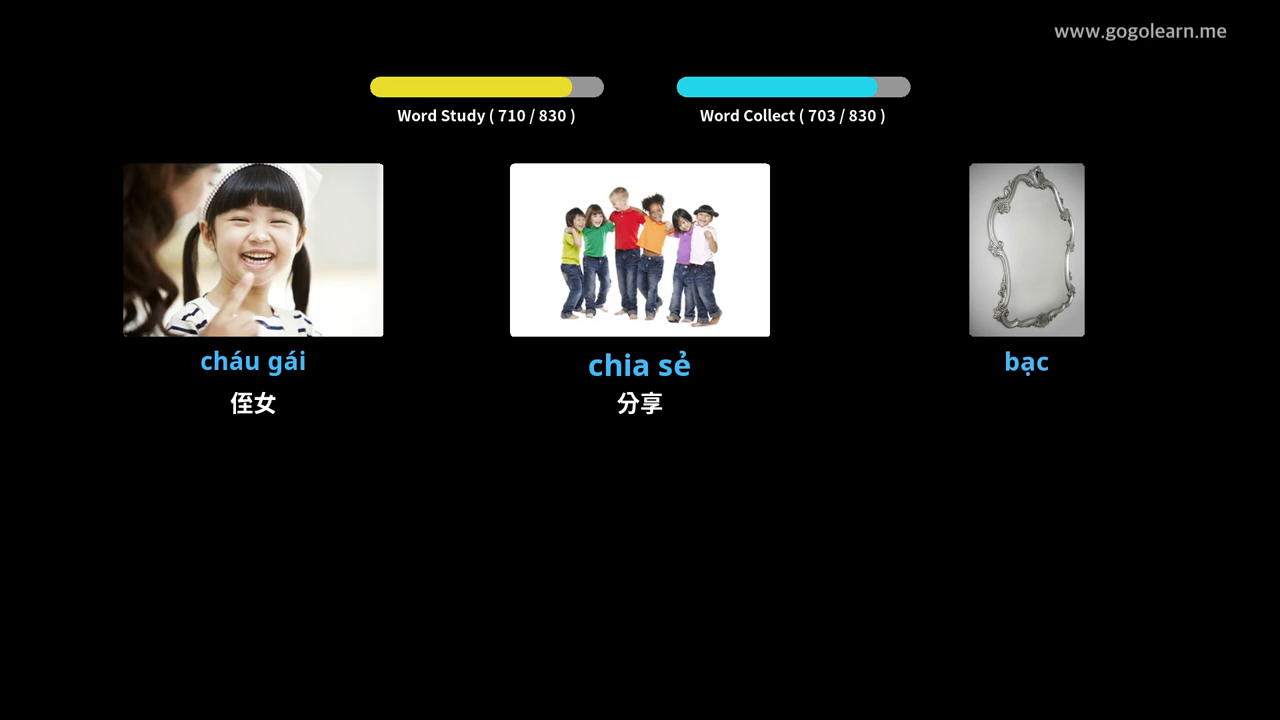 www.gogolearn.me
Word Study ( 710 / 830 )
Word Collect ( 703 / 830 )
cháu gái
侄女
chia sẻ
分享
bạc